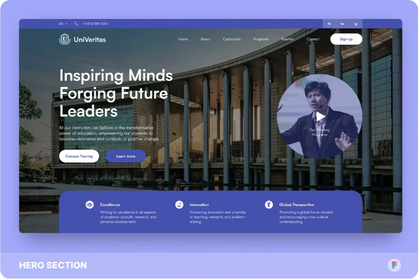 EN
UniVeritas
Home
About
Curriculum
Programs
Contact
Sign up
Inspiring Minds
Forging Future
Leaders
At our institution, we believe in the transformative
power of education, empowering our students to
become visionaries and catalysts of positive change.
Campus Touring
Learn more
Programs
Excellence
Striving for excellence in all aspects
of academic pursuits, research, and
personal development.
Innovation
Embracing innovation and creativity
in teaching, research, and problem-
solving.
Global Perspective
Promoting a global future mindset
and encouraging cross-cultural
understanding.
HERO SECTION